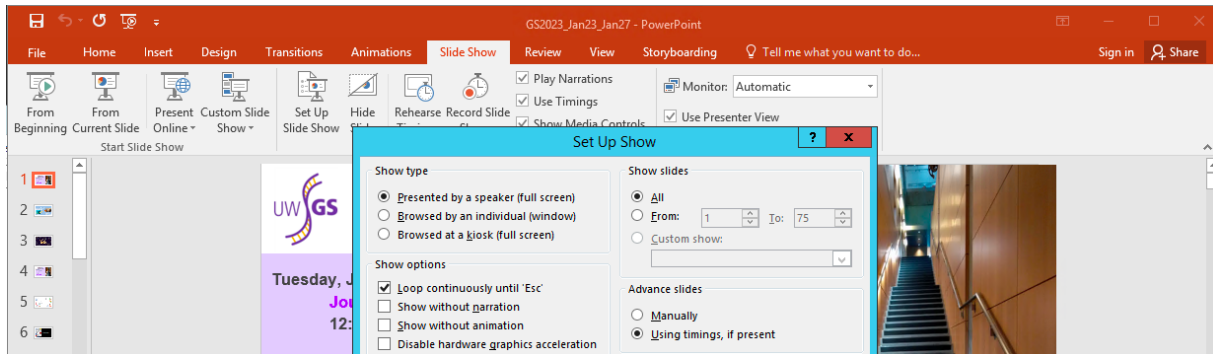 GS2023_Jan23_Jan27 - PowerPoint
File Home Insert Design Transitions Animations Slide Show Review View Storyboarding Tell me what you want to do... Sign in Share
From Beginning
From Current Slide
Present Online
Custom Slide Show
Set Up Slide Show
Hide
Rehearse
Record Slide
Play Narrations
Use Timings
Show Media Controls
Monitor: Automatic
Use Presenter View
Start Slide Show
Set Up Show ? X
Show type
Presented by a speaker (full screen)
Browsed by an individual (window)
Browsed at a kiosk (full screen)
Show options
Loop continuously until 'Esc'
Show without narration
Show without animation
Disable hardware graphics acceleration
Show slides
All
From: 1 To: 75
Custom show:
Advance slides
Manually
Using timings, if present
1
2
3
4
5
6
UW GS
Tuesday, J
Jou
12: